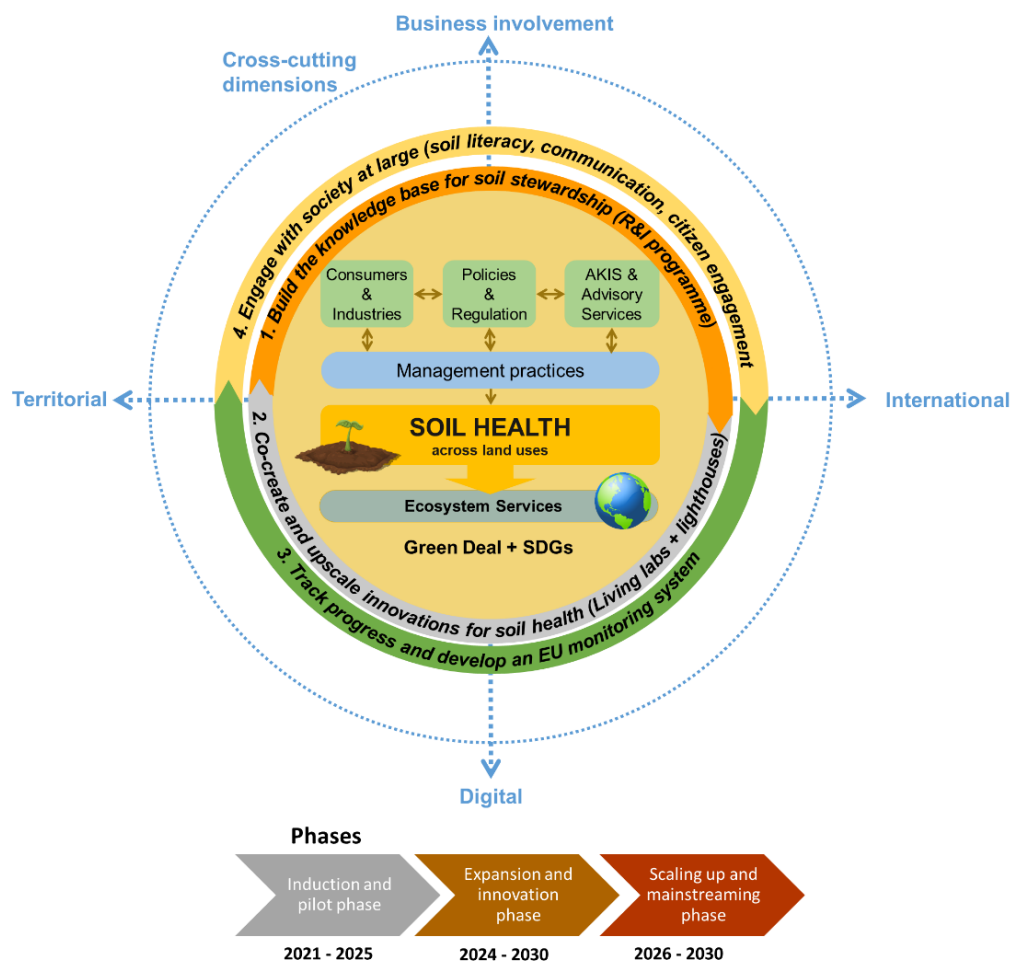 Business involvement
Cross-cutting
dimensions
4. Engage with society at large (soil literacy, communication, citizen engagement
1. Build the knowledge base for soil stewardship (R&I programme)
Consumers
&
Industries
Policies
&
Regulation
AKIS &
Advisory
Services
Management practices
Territorial
International
SOIL HEALTH
across land uses
Ecosystem Services
Green Deal + SDGs
2. Co-create and upscale innovations for soil health (Living labs + lighthouses)
3. Track progress and develop an EU monitoring system
Digital
Phases
Induction and
pilot phase
Expansion and
innovation
phase
Scaling up and
mainstreaming
phase
2021 - 2025
2024 - 2030
2026 - 2030